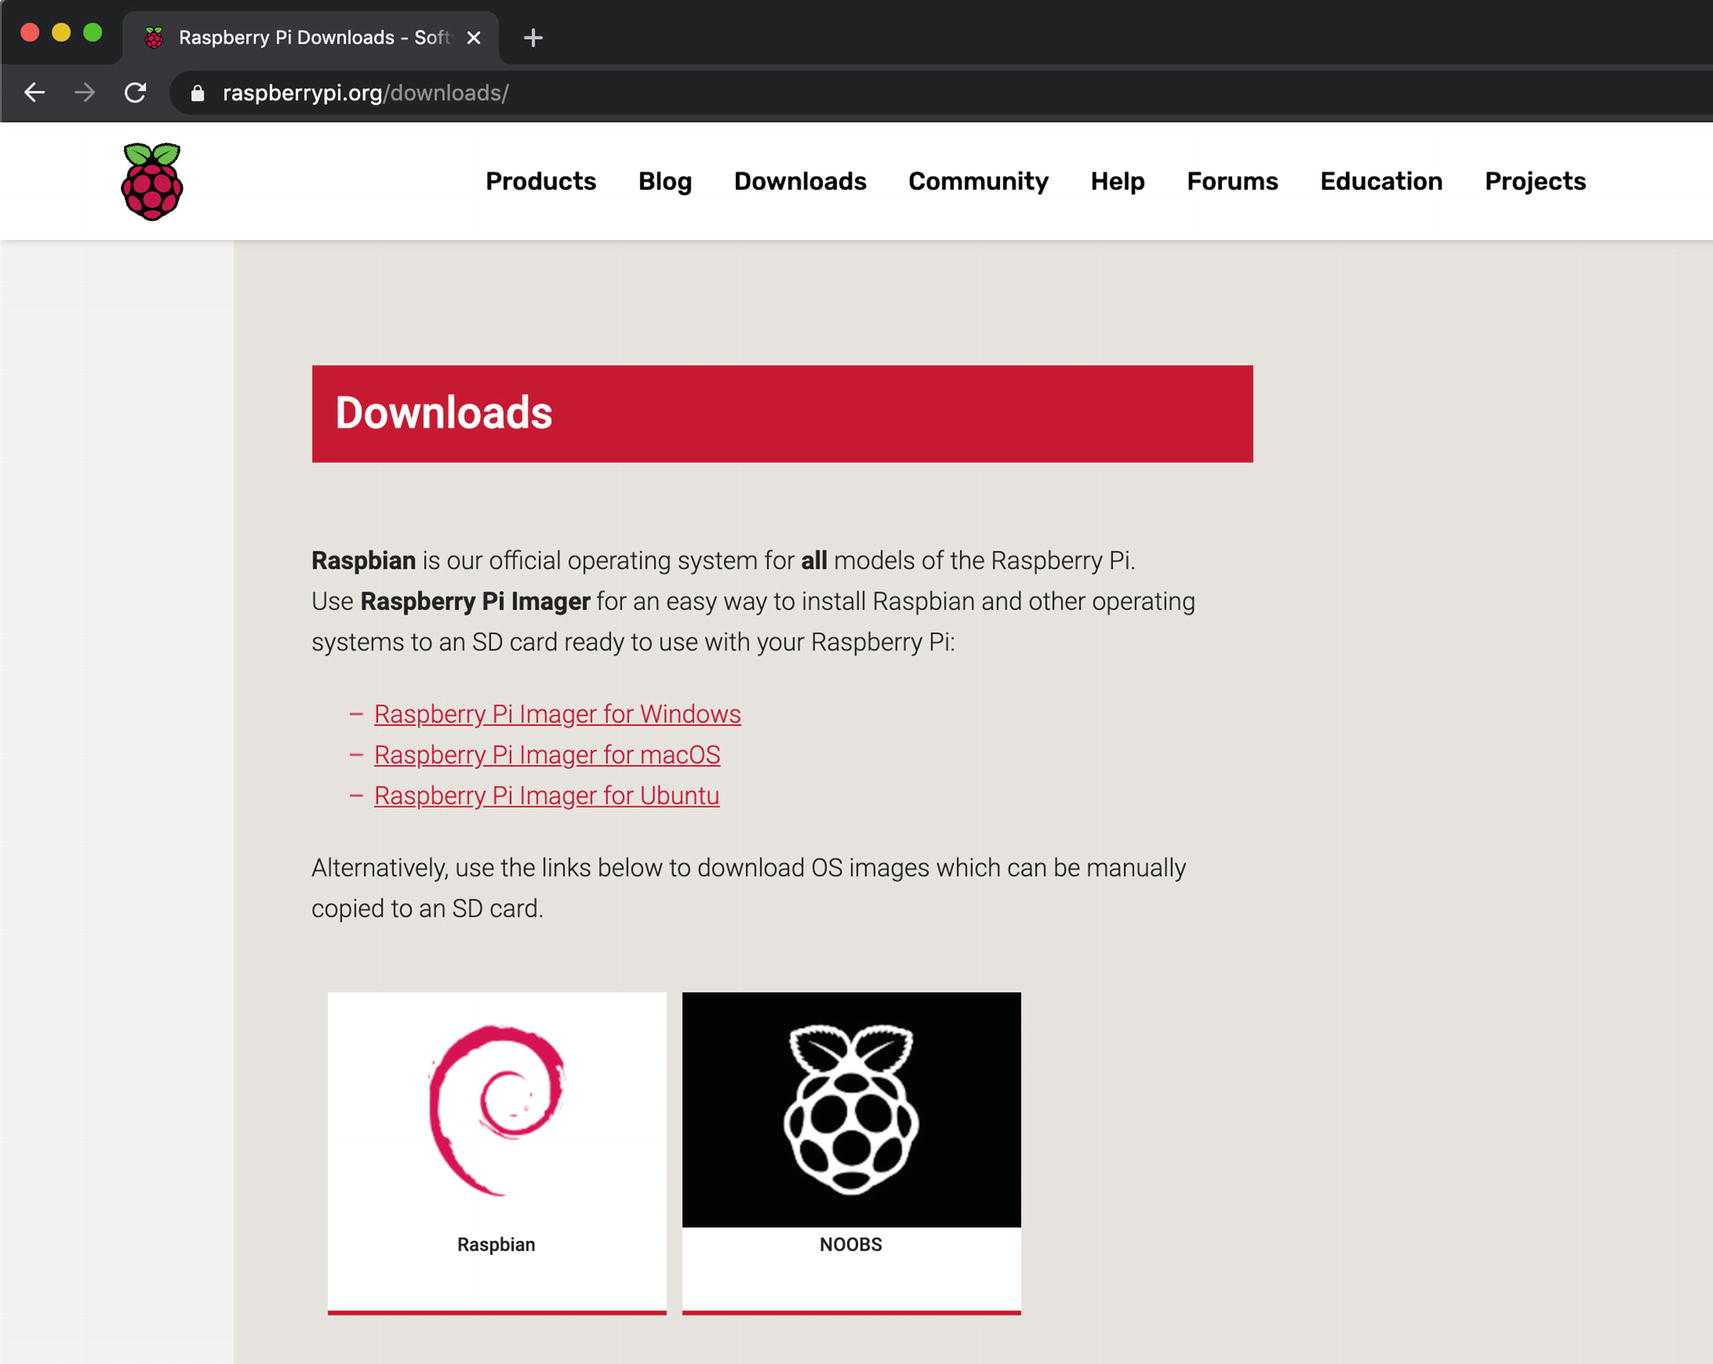 Raspberry Pi Downloads - Soft
raspberrypi.org/downloads/
Products Blog Downloads Community Help Forums Education Projects
Downloads
Raspbian is our official operating system for all models of the Raspberry Pi.
Use Raspberry Pi Imager for an easy way to install Raspbian and other operating
systems to an SD card ready to use with your Raspberry Pi:
– Raspberry Pi Imager for Windows
– Raspberry Pi Imager for macOS
– Raspberry Pi Imager for Ubuntu
Alternatively, use the links below to download OS images which can be manually
copied to an SD card.
Raspbian
NOOBS